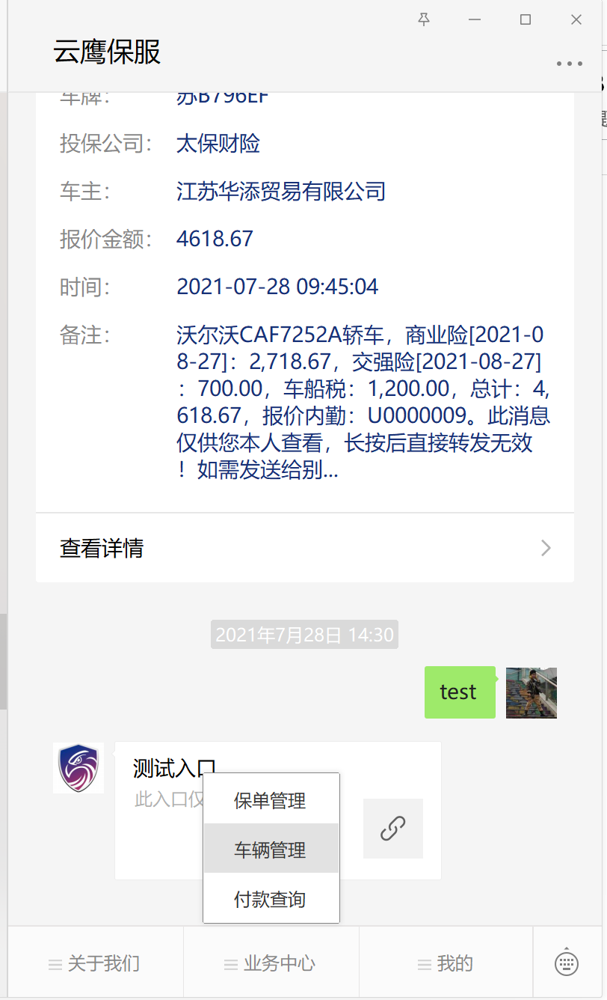 云鹰保服
车牌： 苏B796EF
投保公司： 太保财险
车主： 江苏华添贸易有限公司
报价金额： 4618.67
时间： 2021-07-28 09:45:04
备注： 沃尔沃CAF7252A轿车，商业险[2021-0
8-27]：2,718.67，交强险[2021-08-27]
：700.00，车船税：1,200.00，总计：4,
618.67，报价内勤：U0000009。此消息
仅供您本人查看，长按后直接转发无效
！如需发送给别...
查看详情
2021年7月28日 14:30
test
测试入口
此入口仅
保单管理
车辆管理
付款查询
关于我们
业务中心
我的